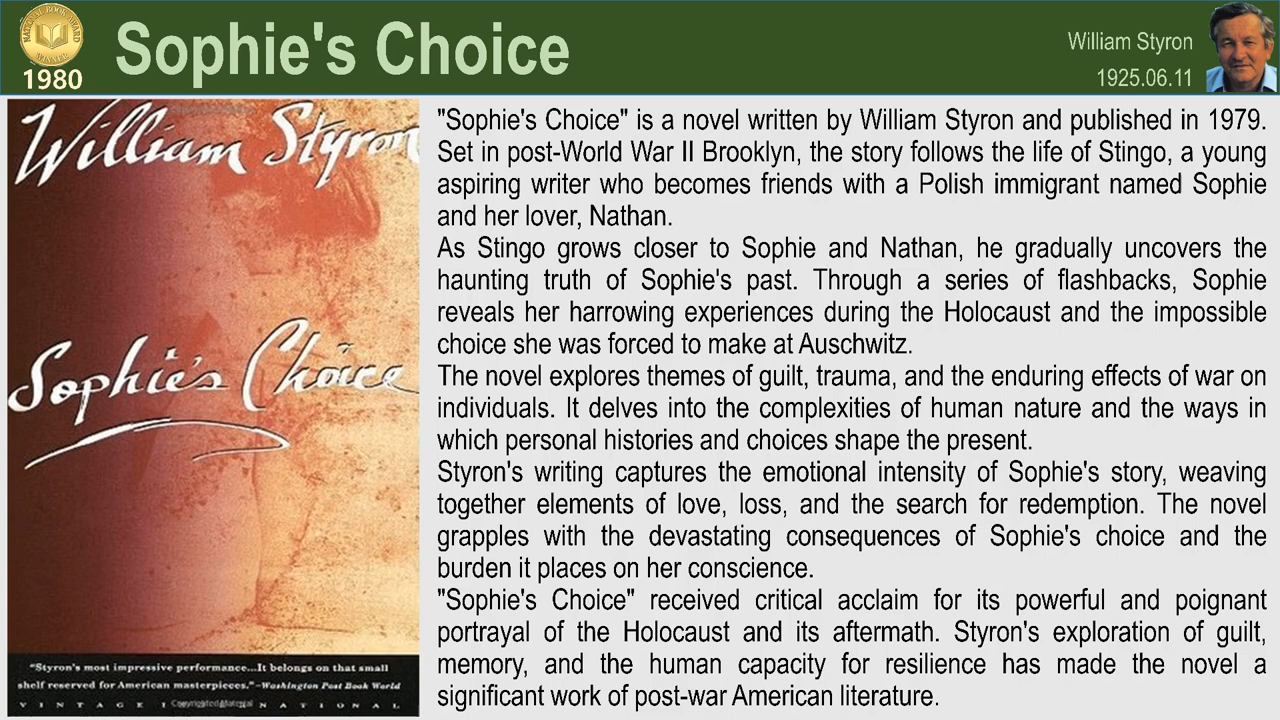 NATIONAL BOOK AWARD
WINNER
1980
Sophie's Choice
William Styron
1925.06.11
William Styron
Sophie's Choice
"Styron's most impressive performance...It belongs on that small
shelf reserved for American masterpieces."–Washington Post Book World
VINTAGE INTERNATIONAL
Copyrighted Material
"Sophie's Choice" is a novel written by William Styron and published in 1979.
Set in post-World War II Brooklyn, the story follows the life of Stingo, a young
aspiring writer who becomes friends with a Polish immigrant named Sophie
and her lover, Nathan.
As Stingo grows closer to Sophie and Nathan, he gradually uncovers the
haunting truth of Sophie's past. Through a series of flashbacks, Sophie
reveals her harrowing experiences during the Holocaust and the impossible
choice she was forced to make at Auschwitz.
The novel explores themes of guilt, trauma, and the enduring effects of war on
individuals. It delves into the complexities of human nature and the ways in
which personal histories and choices shape the present.
Styron's writing captures the emotional intensity of Sophie's story, weaving
together elements of love, loss, and the search for redemption. The novel
grapples with the devastating consequences of Sophie's choice and the
burden it places on her conscience.
"Sophie's Choice" received critical acclaim for its powerful and poignant
portrayal of the Holocaust and its aftermath. Styron's exploration of guilt,
memory, and the human capacity for resilience has made the novel a
significant work of post-war American literature.